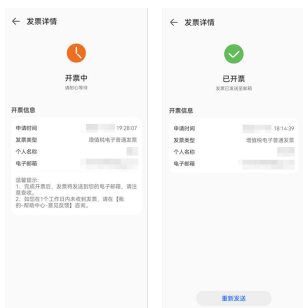 发票详情
开票中
请耐心等待
开票信息
申请时间 19:28:07
发票类型 增值税电子普通发票
个人名称
电子邮箱
温馨提示:
1、完成开票后,发票将发送到您的电子邮箱,请注意查收。
2、如您在1个工作日内未收到发票,请在【我的-帮助中心-意见反馈】咨询。
发票详情
已开票
发票已发送至邮箱
开票信息
申请时间 18:14:39
发票类型 增值税电子普通发票
个人名称
电子邮箱
重新发送